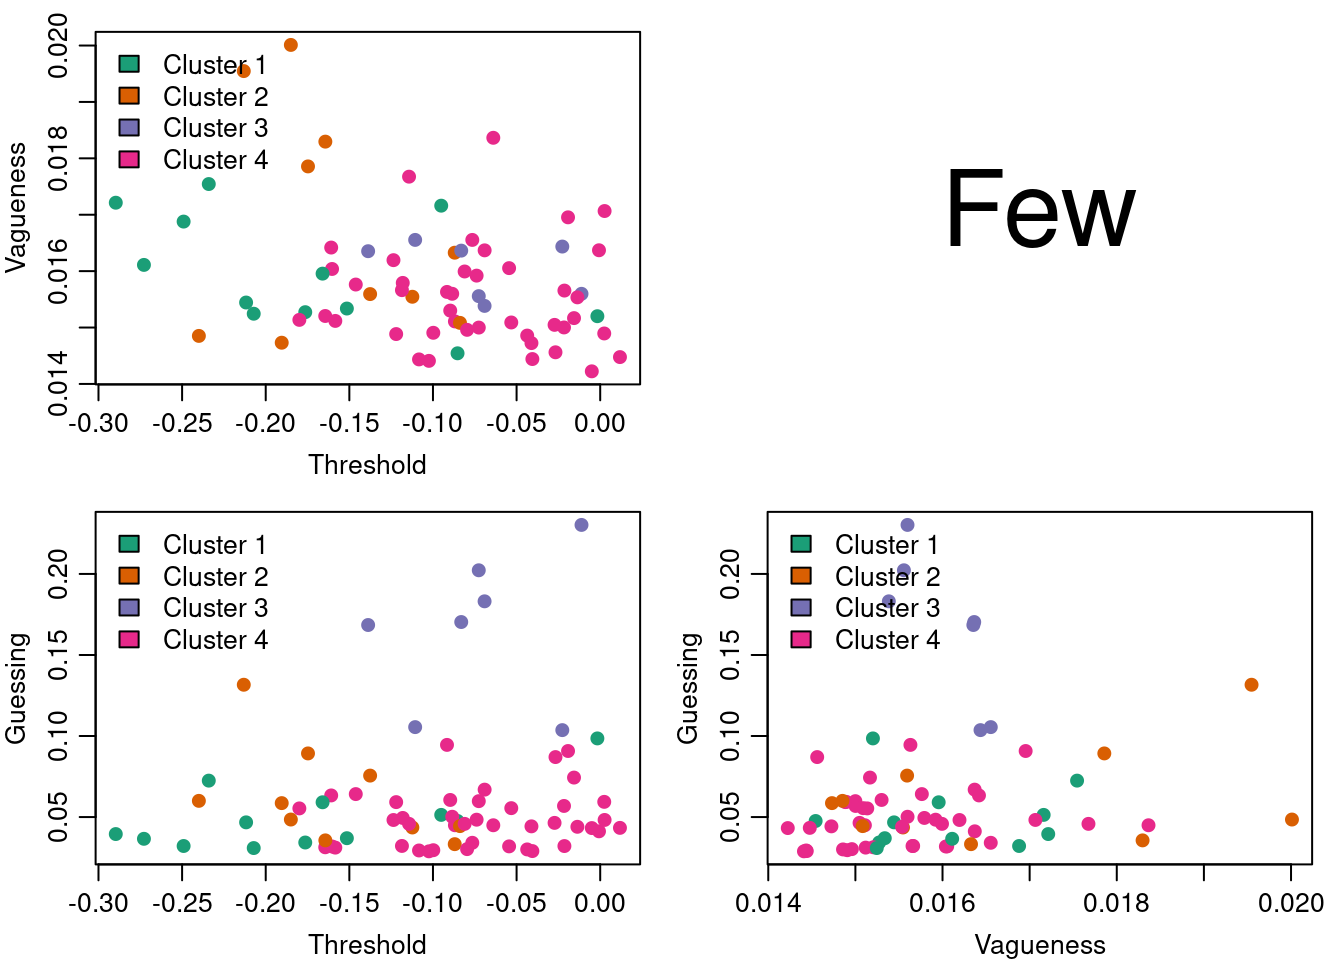 0.020
0.018
0.016
0.014
Vagueness
Cluster 1
Cluster 2
Cluster 3
Cluster 4
-0.30 -0.25 -0.20 -0.15 -0.10 -0.05 0.00
Threshold
Few
0.20
0.15
0.10
0.05
Guessing
Cluster 1
Cluster 2
Cluster 3
Cluster 4
-0.30 -0.25 -0.20 -0.15 -0.10 -0.05 0.00
Threshold
0.20
0.15
0.10
0.05
Guessing
Cluster 1
Cluster 2
Cluster 3
Cluster 4
0.014 0.016 0.018 0.020
Vagueness